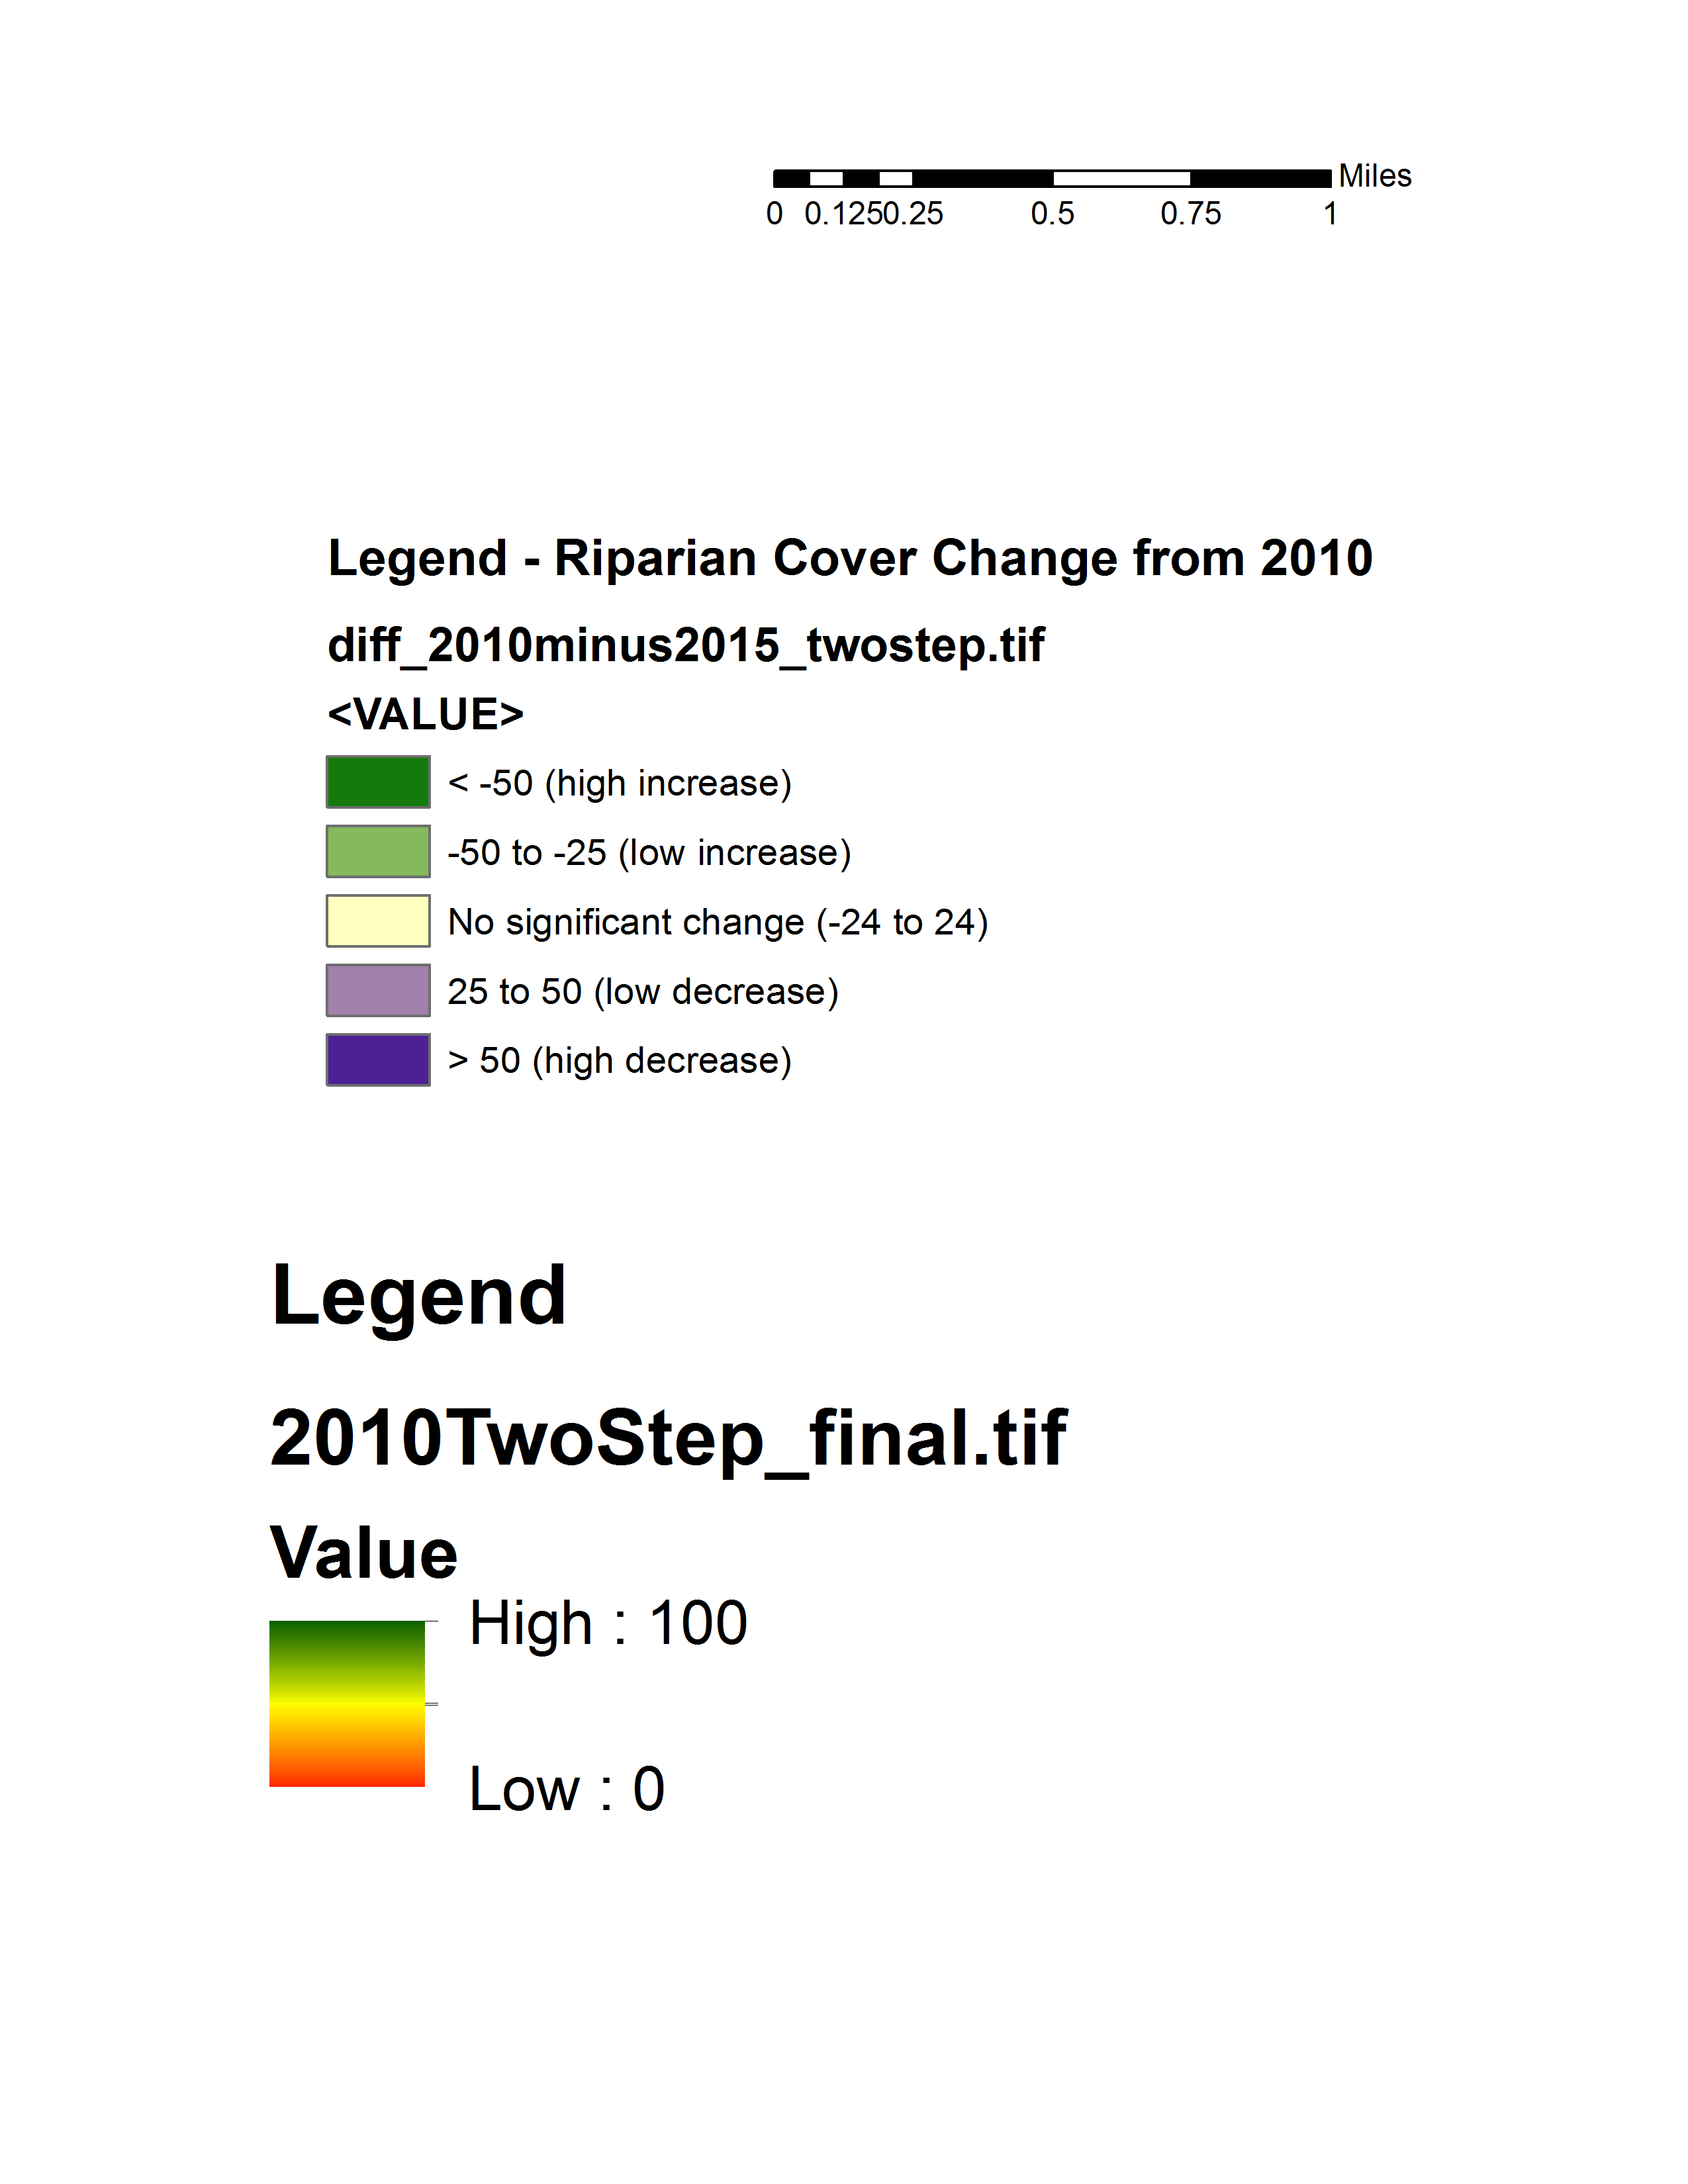 Miles
0 0.125 0.25 0.5 0.75 1
Legend - Riparian Cover Change from 2010
diff_2010minus2015_twostep.tif
<VALUE>
< -50 (high increase)
-50 to -25 (low increase)
No significant change (-24 to 24)
25 to 50 (low decrease)
> 50 (high decrease)
Legend
2010TwoStep_final.tif
Value
High : 100
Low : 0